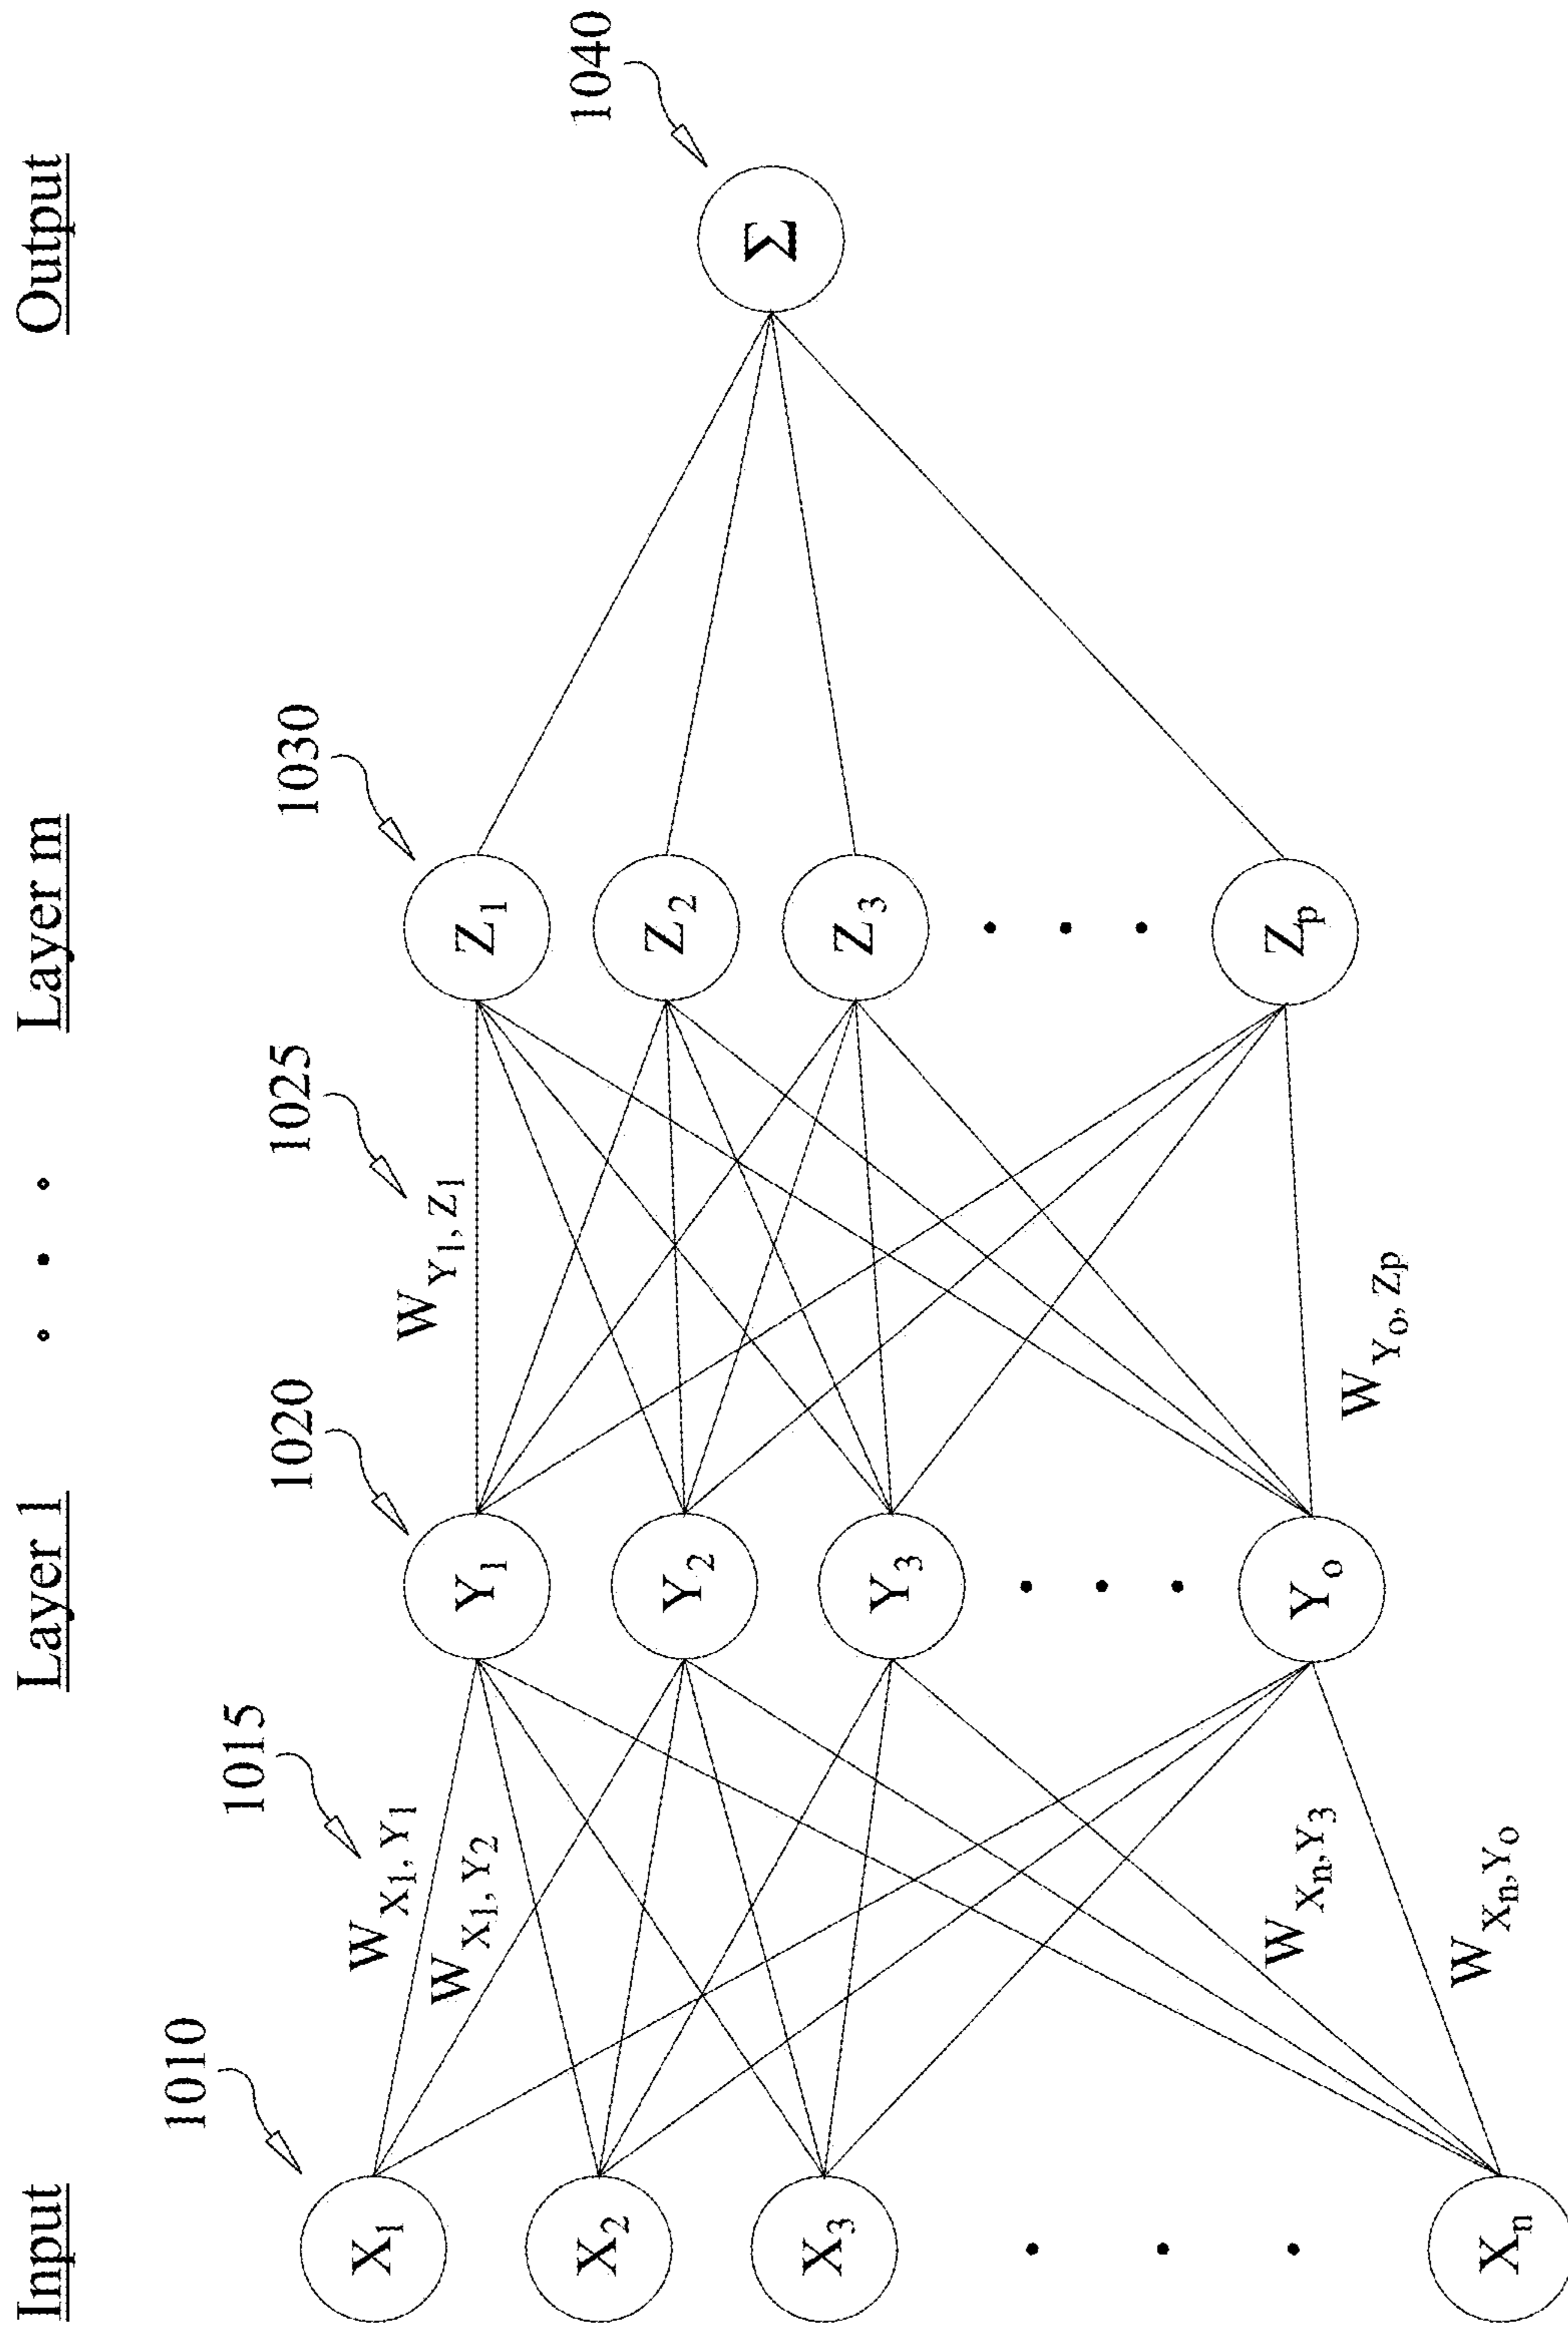 Input
Layer 1
Layer m
Output
1010
1015
1020
1025
1030
1040
X1
X2
X3
Xn
WX1, Y1
WX1, Y2
WXn, Y3
WXn, Yo
Y1
Y2
Y3
Yo
WY1, Z1
WYo, Zp
Z1
Z2
Z3
Zp
Σ